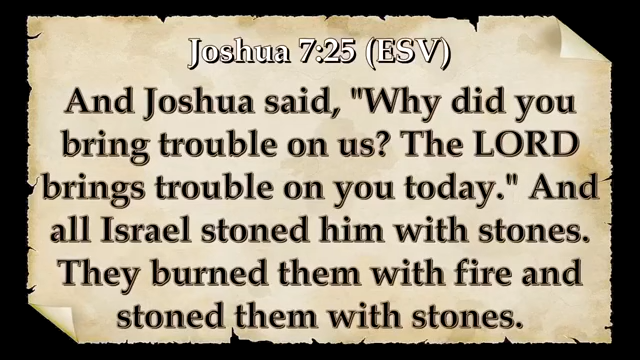 Joshua 7:25 (ESV)
And Joshua said, "Why did you
bring trouble on us? The LORD
brings trouble on you today." And
all Israel stoned him with stones.
They burned them with fire and
stoned them with stones.